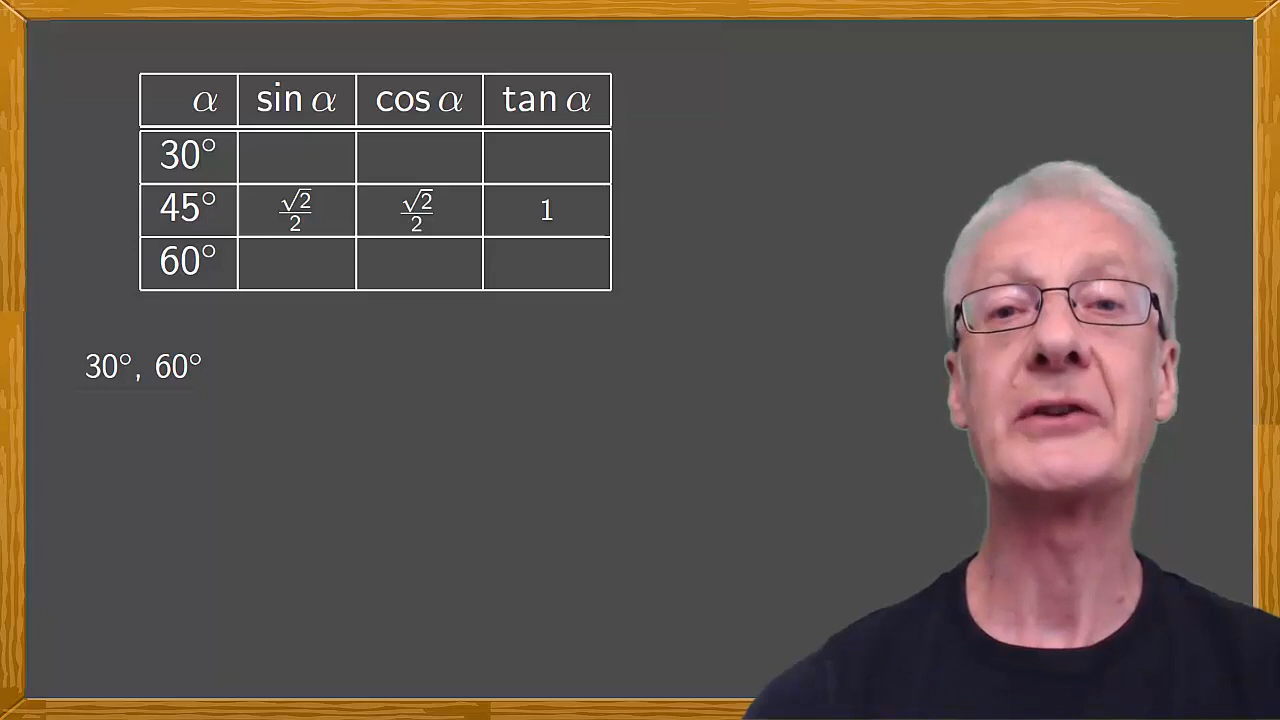 α sin α cos α tan α
30°
45° √2/2 √2/2 1
60°
30°, 60°